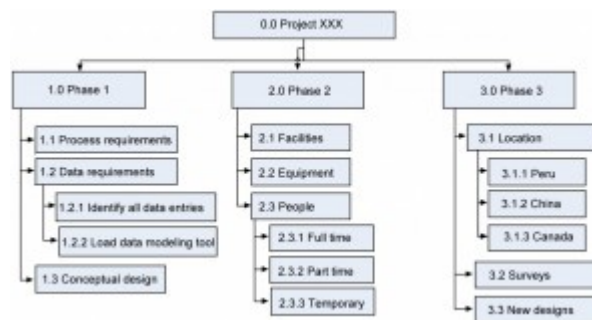 0.0 Project XXX
1.0 Phase 1
1.1 Process requirements
1.2 Data requirements
1.2.1 Identify all data entries
1.2.2 Load data modeling tool
1.3 Conceptual design
2.0 Phase 2
2.1 Facilities
2.2 Equipment
2.3 People
2.3.1 Full time
2.3.2 Part time
2.3.3 Temporary
3.0 Phase 3
3.1 Location
3.1.1 Peru
3.1.2 China
3.1.3 Canada
3.2 Surveys
3.3 New designs